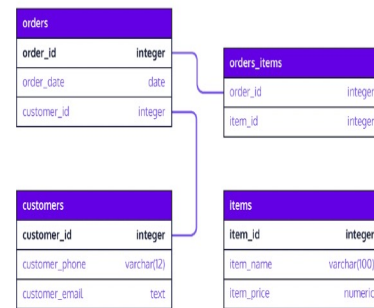 orders
order_id integer
order_date date
customer_id integer
orders_items
order_id integer
item_id integer
customers
customer_id integer
customer_phone varchar(12)
customer_email text
items
item_id integer
item_name varchar(100)
item_price numeric